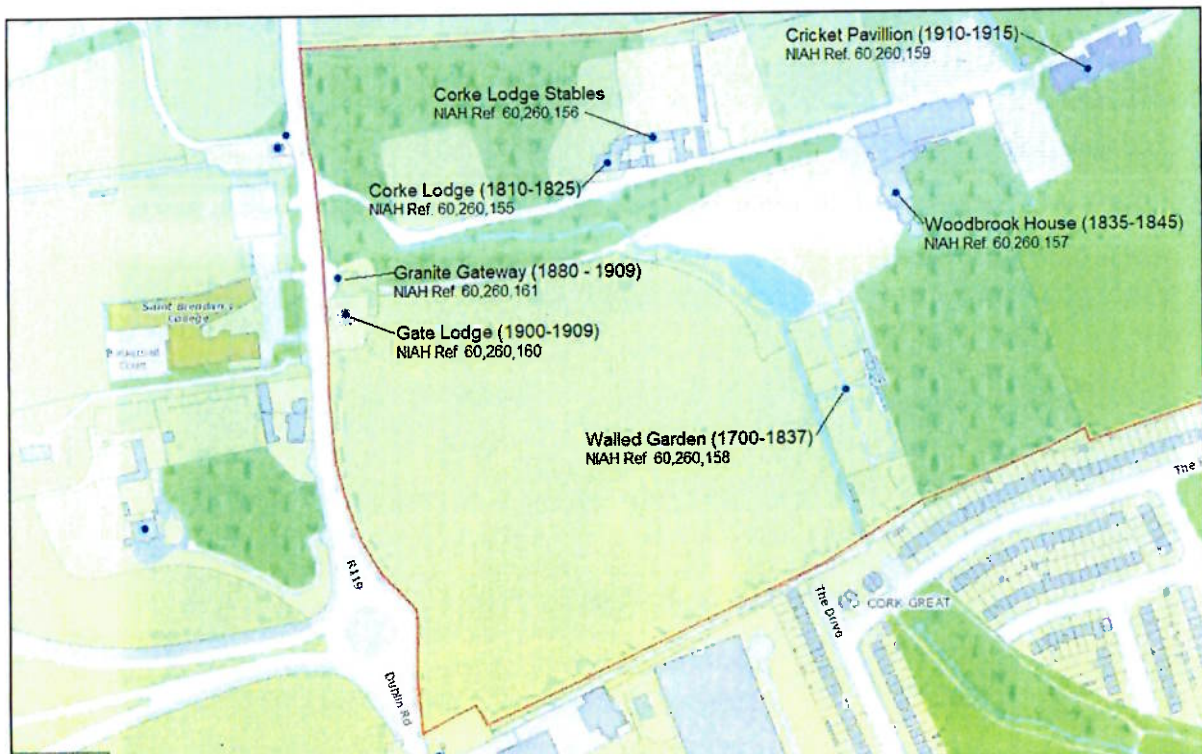 Cricket Pavillion (1910-1915)
NIAH Ref. 60,260,159
Corke Lodge Stables
NIAH Ref. 60,260,156
Corke Lodge (1810-1825)
NIAH Ref. 60,260,155
Woodbrook House (1835-1845)
NIAH Ref. 60,260,157
Granite Gateway (1880 - 1909)
NIAH Ref. 60,260,161
Saint Brendan's
College
Gate Lodge (1900-1909)
NIAH Ref 60,260,160
Court
Walled Garden (1700-1837)
NIAH Ref 60,260,158
The
R119
The Drive
CORK GREAT
Dublin Rd